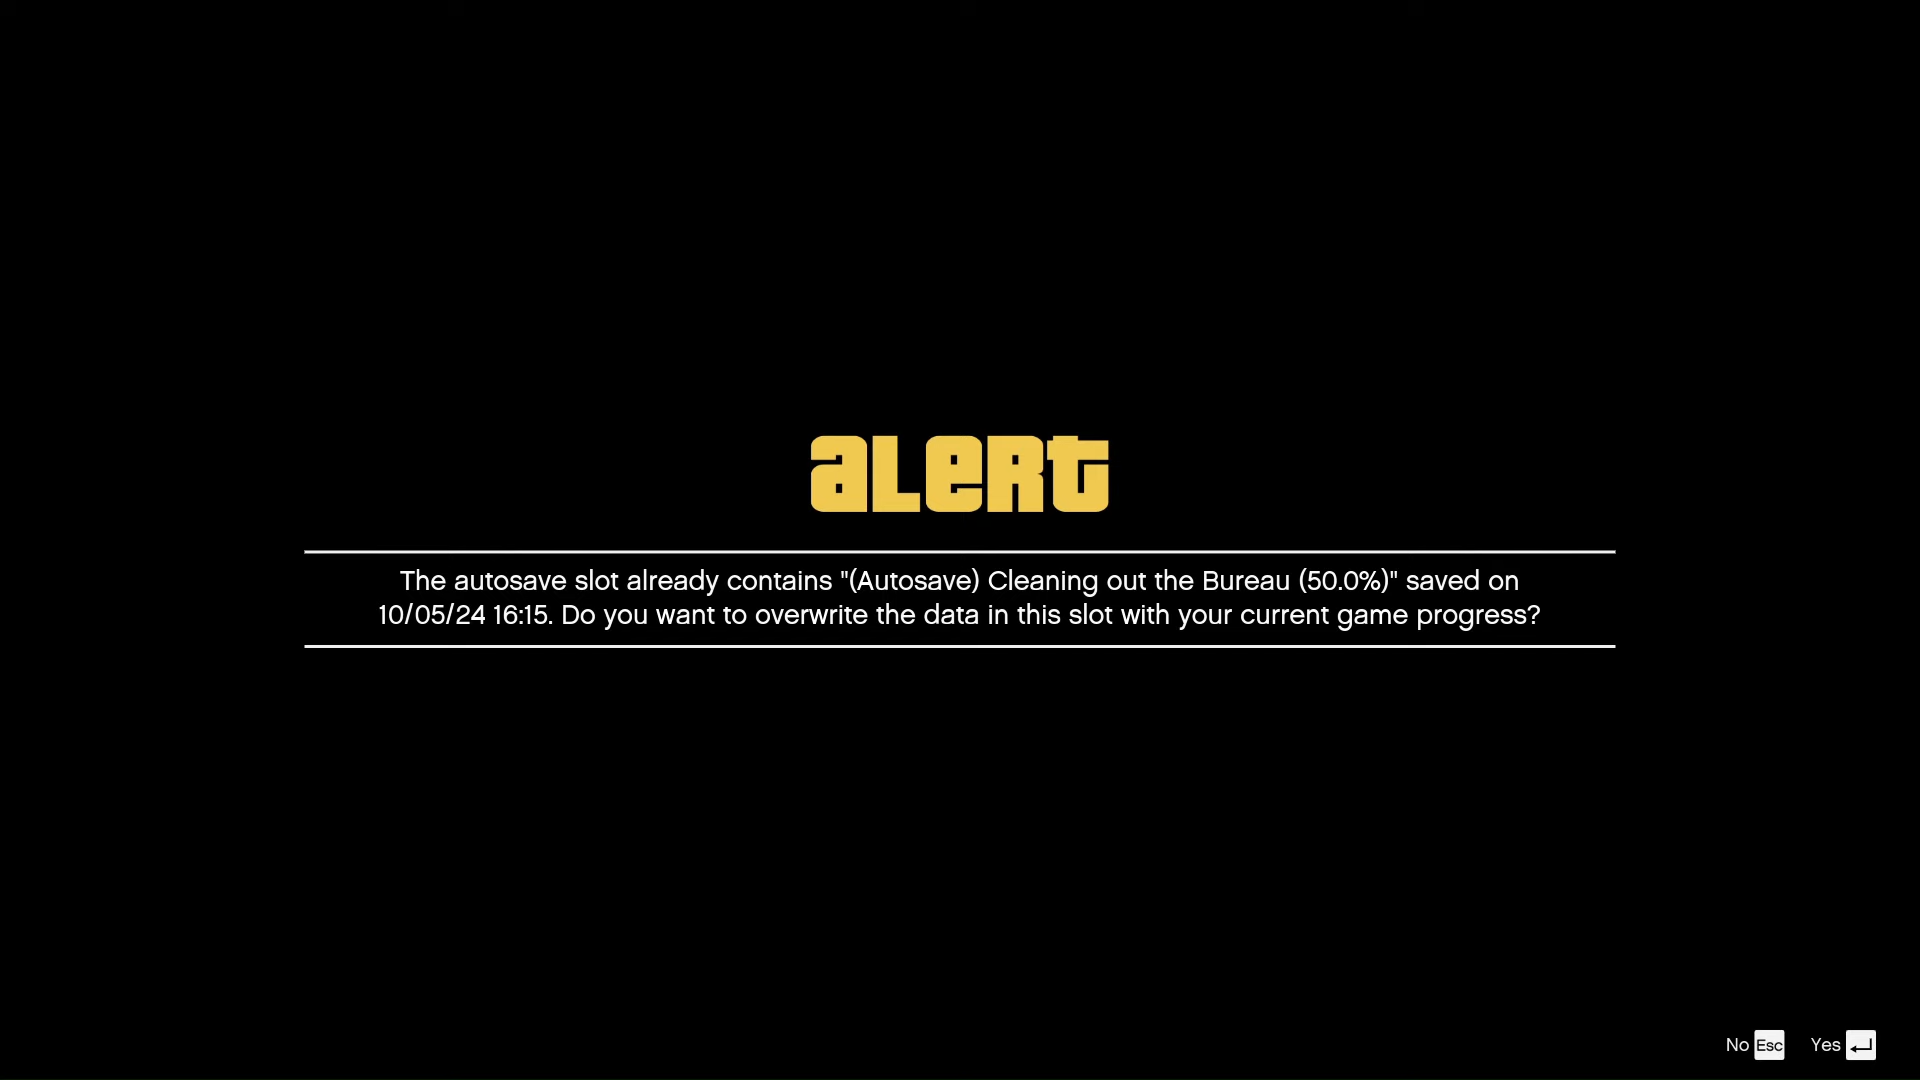 aLeRt
The autosave slot already contains "(Autosave) Cleaning out the Bureau (50.0%)" saved on
10/05/24 16:15. Do you want to overwrite the data in this slot with your current game progress?
No Esc Yes